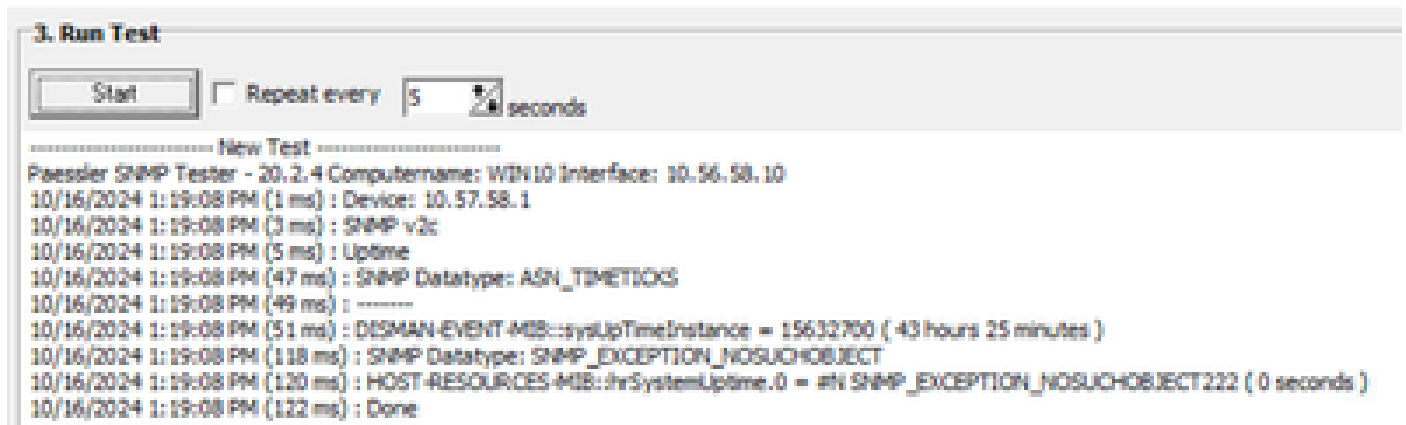 3. Run Test
Start Repeat every 5 seconds
-------------------------- New Test --------------------------
Paessler SNMP Tester - 20.2.4 Computername: WIN10 Interface: 10.56.58.10
10/16/2024 1:19:08 PM (1 ms) : Device: 10.57.58.1
10/16/2024 1:19:08 PM (3 ms) : SNMP v2c
10/16/2024 1:19:08 PM (5 ms) : Uptime
10/16/2024 1:19:08 PM (47 ms) : SNMP Datatype: ASN_TIMETICKS
10/16/2024 1:19:08 PM (49 ms) : --------
10/16/2024 1:19:08 PM (51 ms) : DISMAN-EVENT-MIB::sysUpTimeInstance = 15632700 ( 43 hours 25 minutes )
10/16/2024 1:19:08 PM (118 ms) : SNMP Datatype: SNMP_EXCEPTION_NOSUCHOBJECT
10/16/2024 1:19:08 PM (120 ms) : HOST-RESOURCES-MIB::hrSystemUptime.0 = #N SNMP_EXCEPTION_NOSUCHOBJECT222 ( 0 seconds )
10/16/2024 1:19:08 PM (122 ms) : Done